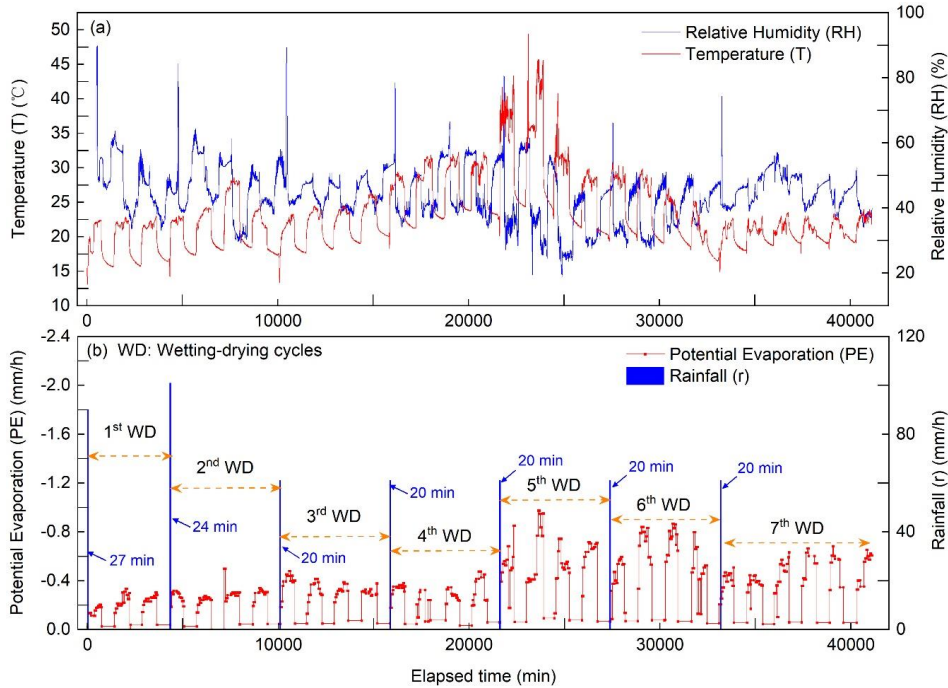 (a)
Relative Humidity (RH)
Temperature (T)
Temperature (T) (℃)
50
45
40
35
30
25
20
15
10
Relative Humidity (RH) (%)
100
80
60
40
20
0
10000
20000
30000
40000
(b) WD: Wetting-drying cycles
Potential Evaporation (PE)
Rainfall (r)
Potential Evaporation (PE) (mm/h)
-2.4
-2.0
-1.6
-1.2
-0.8
-0.4
0.0
Rainfall (r) (mm/h)
120
100
80
60
40
20
0
1st WD
2nd WD
3rd WD
4th WD
5th WD
6th WD
7th WD
27 min
24 min
20 min
20 min
20 min
20 min
20 min
0
10000
20000
30000
40000
Elapsed time (min)